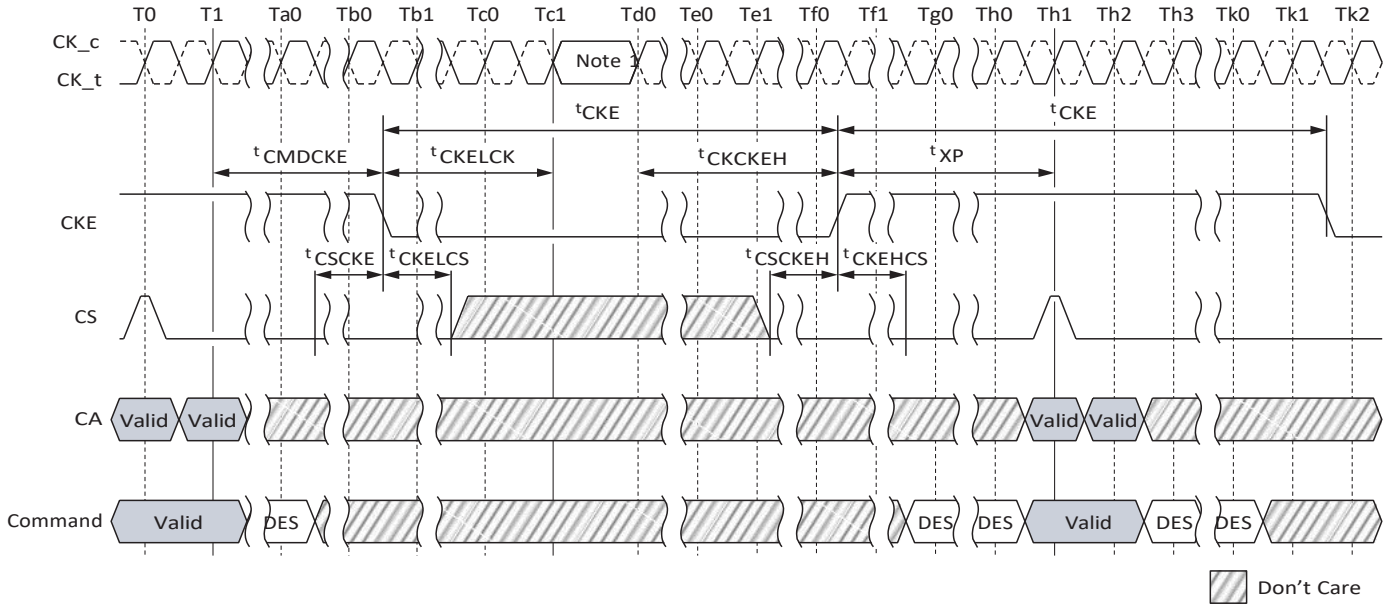 T0 T1 Ta0 Tb0 Tb1 Tc0 Tc1 Td0 Te0 Te1 Tf0 Tf1 Tg0 Th0 Th1 Th2 Th3 Tk0 Tk1 Tk2
CK_c
Note 1
CK_t
tCKE tCKE
tCMDCKE tCKELCK tCKCKEH tXP
CKE
tCSCKE tCKELCS tCSCKEH tCKEHCS
CS
CA Valid Valid Valid Valid
Command Valid DES DES DES Valid DES DES
Don't Care